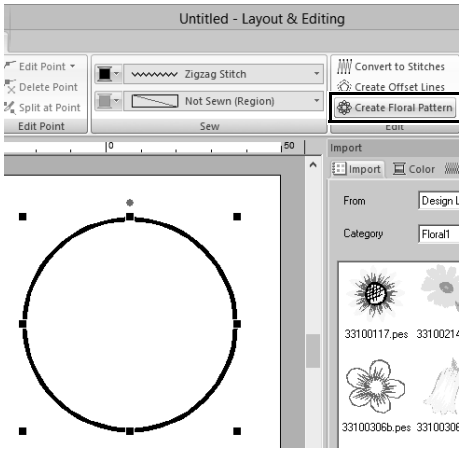 Untitled - Layout & Editing
Edit Point
Delete Point
Split at Point
Edit Point
Zigzag Stitch
Not Sewn (Region)
Sew
Convert to Stitches
Create Offset Lines
Create Floral Pattern
Edit
0
50
Import
Import
Color
From
Design L
Category
Floral1
33100117.pes 33100214
33100306b.pes 33100306